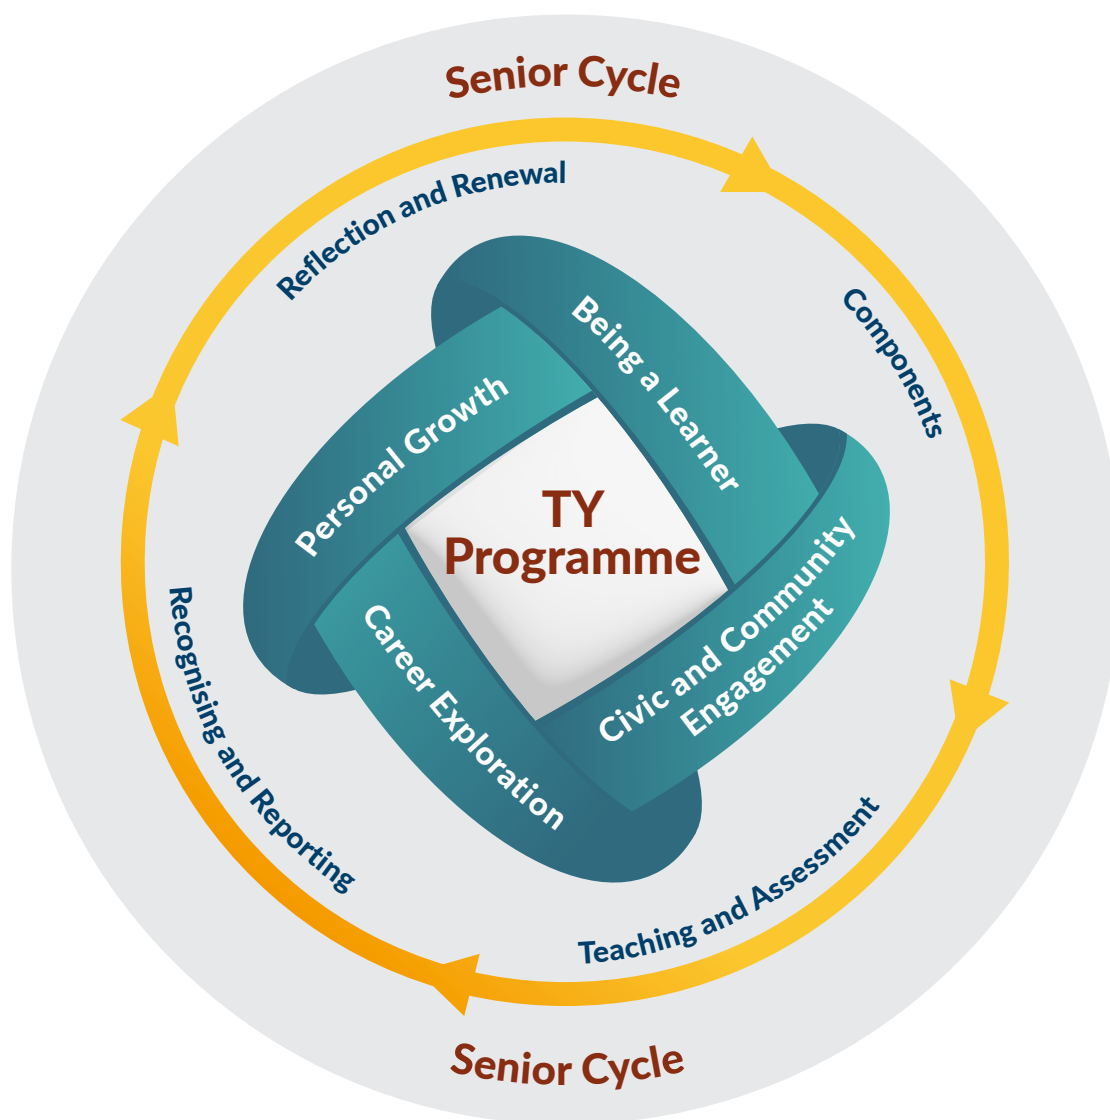 Senior Cycle
Reflection and Renewal
Components
Being a Learner
Personal Growth
TY
Programme
Civic and Community
Engagement
Career Exploration
Recognising and Reporting
Teaching and Assessment
Senior Cycle